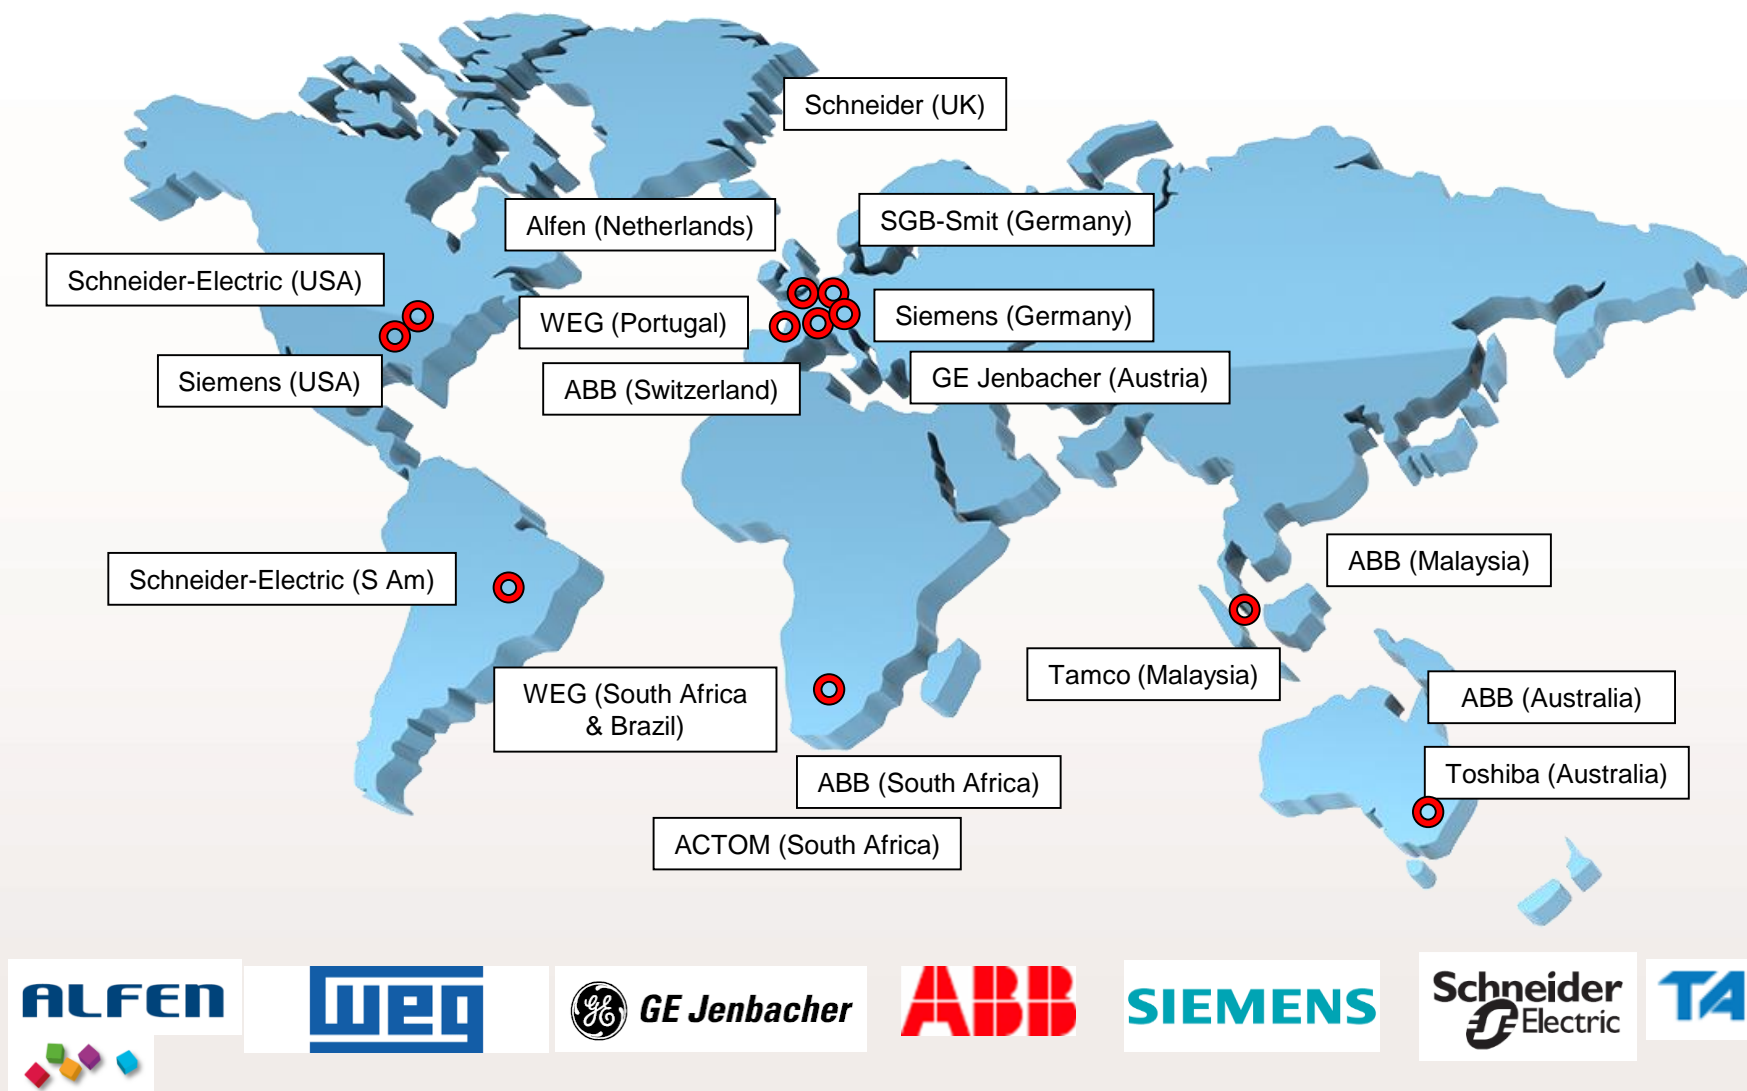 Schneider (UK)
Alfen (Netherlands)
SGB-Smit (Germany)
Schneider-Electric (USA)
WEG (Portugal)
Siemens (Germany)
Siemens (USA)
ABB (Switzerland)
GE Jenbacher (Austria)
Schneider-Electric (S Am)
ABB (Malaysia)
Tamco (Malaysia)
WEG (South Africa
& Brazil)
ABB (Australia)
Toshiba (Australia)
ABB (South Africa)
ACTOM (South Africa)
ALFEN
weg
GE
GE Jenbacher
ABB
SIEMENS
Schneider
Electric
TA